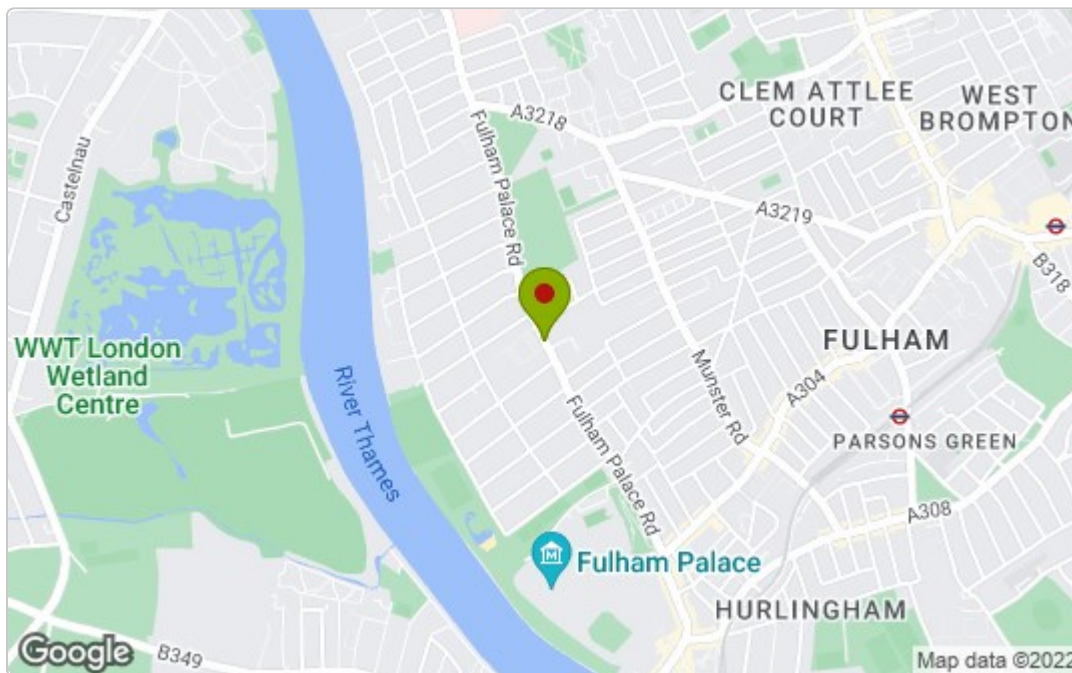 CLEM ATTLEE
COURT
WEST
BROMPTON
A3218
Fulham Palace Rd
Castelnau
A3219
B318
WWT London
Wetland
Centre
River Thames
FULHAM
Munster Rd
A304
PARSONS GREEN
Fulham Palace Rd
A308
M
Fulham Palace
HURLINGHAM
Google
B349
Map data ©2022